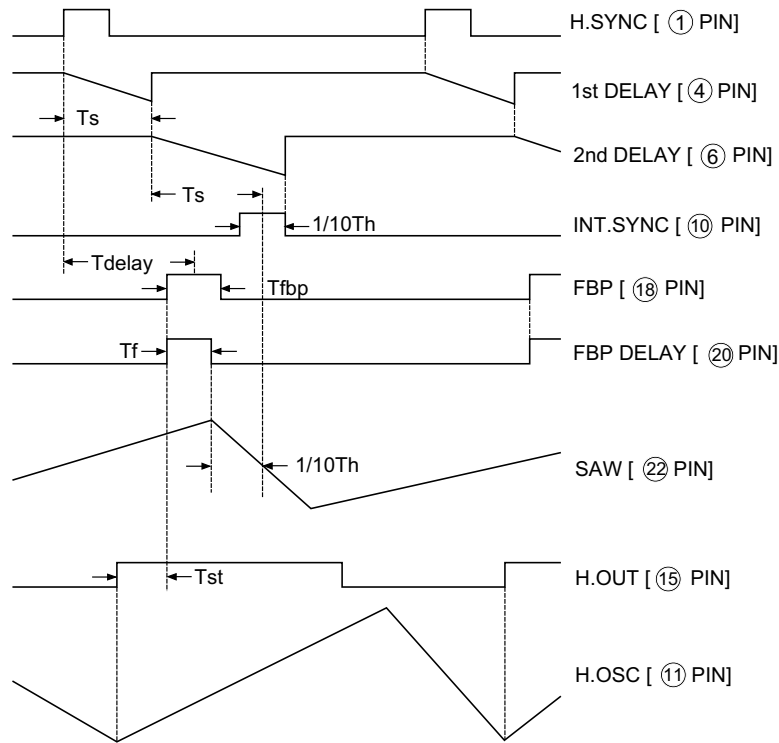 H.SYNC [ ① PIN]
1st DELAY [ ④ PIN]
Ts
2nd DELAY [ ⑥ PIN]
Ts
1/10Th
INT.SYNC [ ⑩ PIN]
Tdelay
Tfbp
FBP [ ⑱ PIN]
Tf
FBP DELAY [ ⑳ PIN]
1/10Th
SAW [ ㉒ PIN]
Tst
H.OUT [ ⑮ PIN]
H.OSC [ ⑪ PIN]